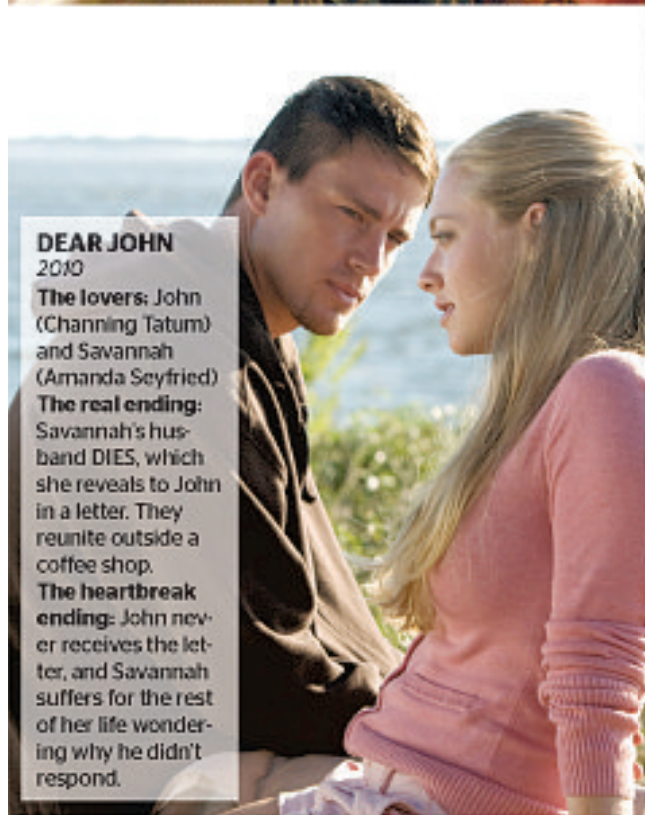 DEAR JOHN
2010
The lovers: John
(Channing Tatum)
and Savannah
(Amanda Seyfried)
The real ending:
Savannah's hus-
band DIES, which
she reveals to John
in a letter. They
reunite outside a
coffee shop.
The heartbreak
ending: John nev-
er receives the let-
ter, and Savannah
suffers for the rest
of her life wonder-
ing why he didn't
respond.